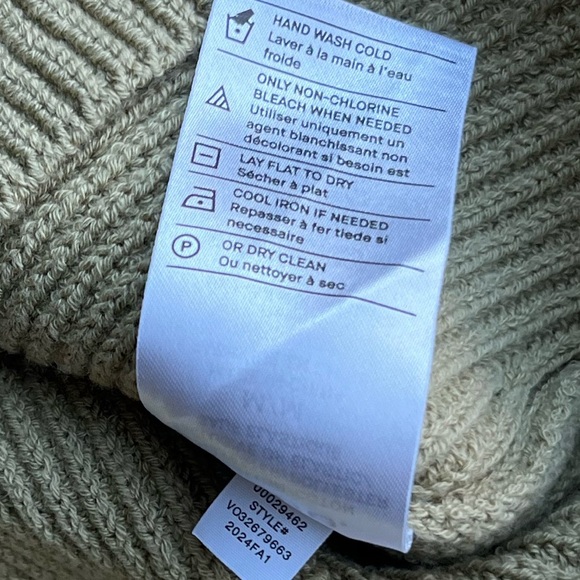 HAND WASH COLD
Laver à la main à l'eau
froide
ONLY NON-CHLORINE
BLEACH WHEN NEEDED
Utiliser uniquement un
agent blanchissant non
décolorant si besoin est
LAY FLAT TO DRY
Sécher à plat
COOL IRON IF NEEDED
Repasser à fer tiede si
necessaire
P
OR DRY CLEAN
Ou nettoyer à sec
00029462
STYLE#
VO32679663
2024FA1